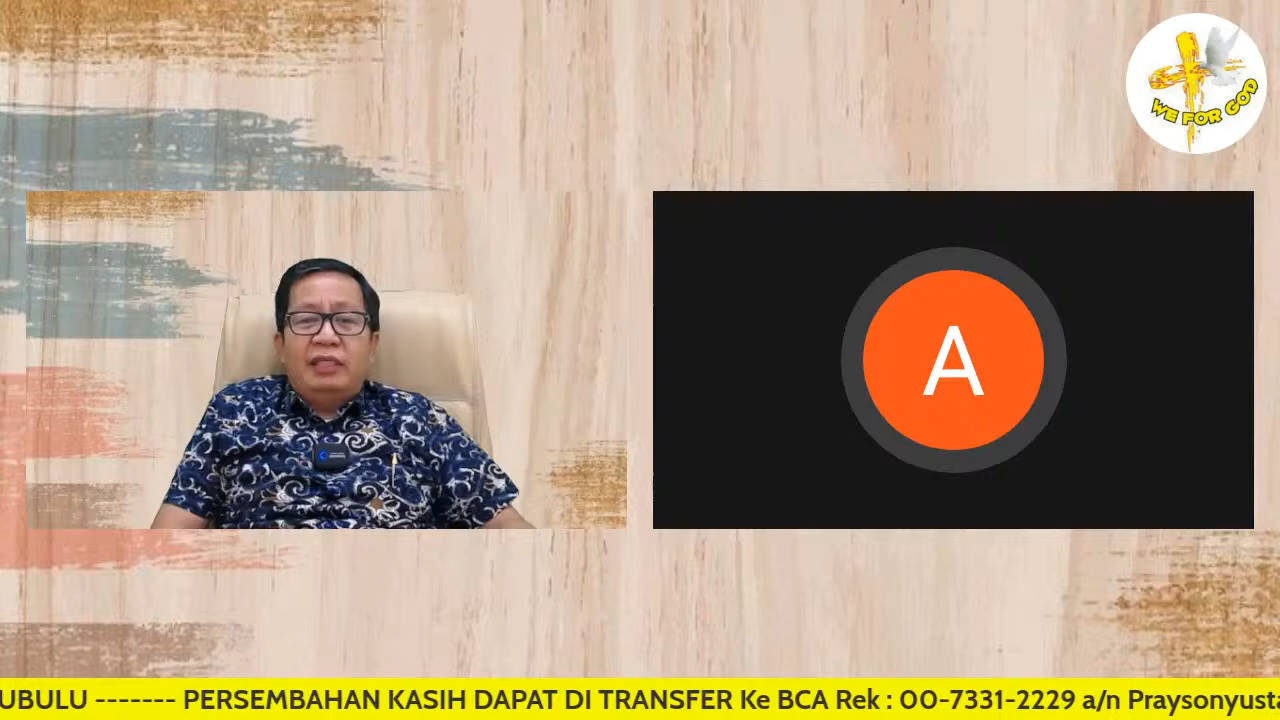 WE FOR GOD
A
UBULU ------- PERSEMBAHAN KASIH DAPAT DI TRANSFER Ke BCA Rek : 00-7331-2229 a/n Praysonyusta